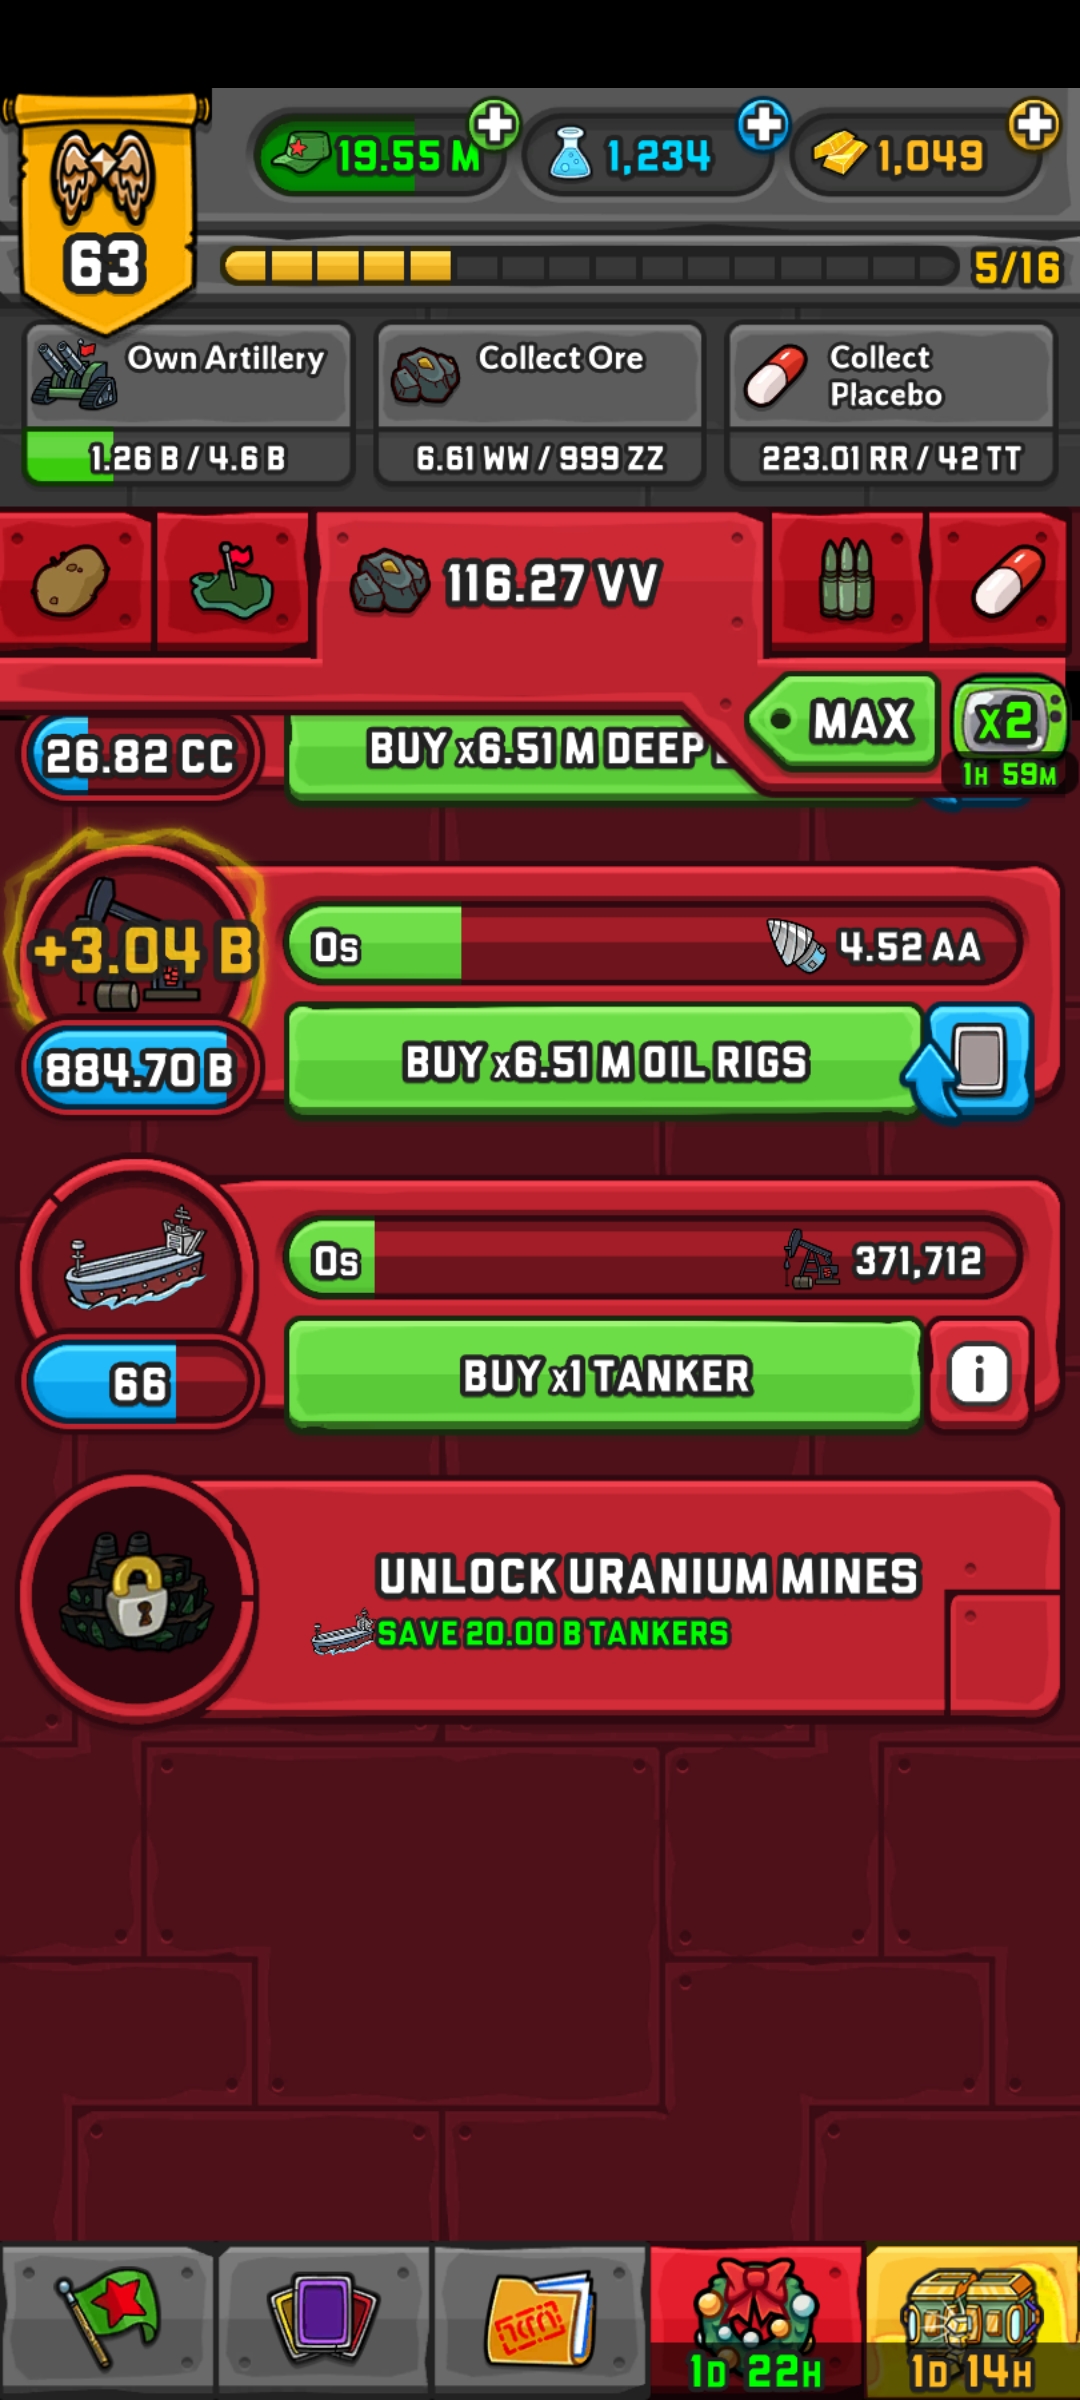 19.55 M
1,234
1,049
63
5/16
Own Artillery
1.26 B / 4.6 B
Collect Ore
6.61 WW / 999 ZZ
Collect
Placebo
223.01 RR / 42 TT
116.27 VV
MAX
x2
1H 59M
26.82 CC
BUY x6.51 M DEEP
+3.04 B
0s
4.52 AA
884.70 B
BUY x6.51 M OIL RIGS
0s
371,712
66
BUY x1 TANKER
i
UNLOCK URANIUM MINES
SAVE 20.00 B TANKERS
1D 22H
1D 14H